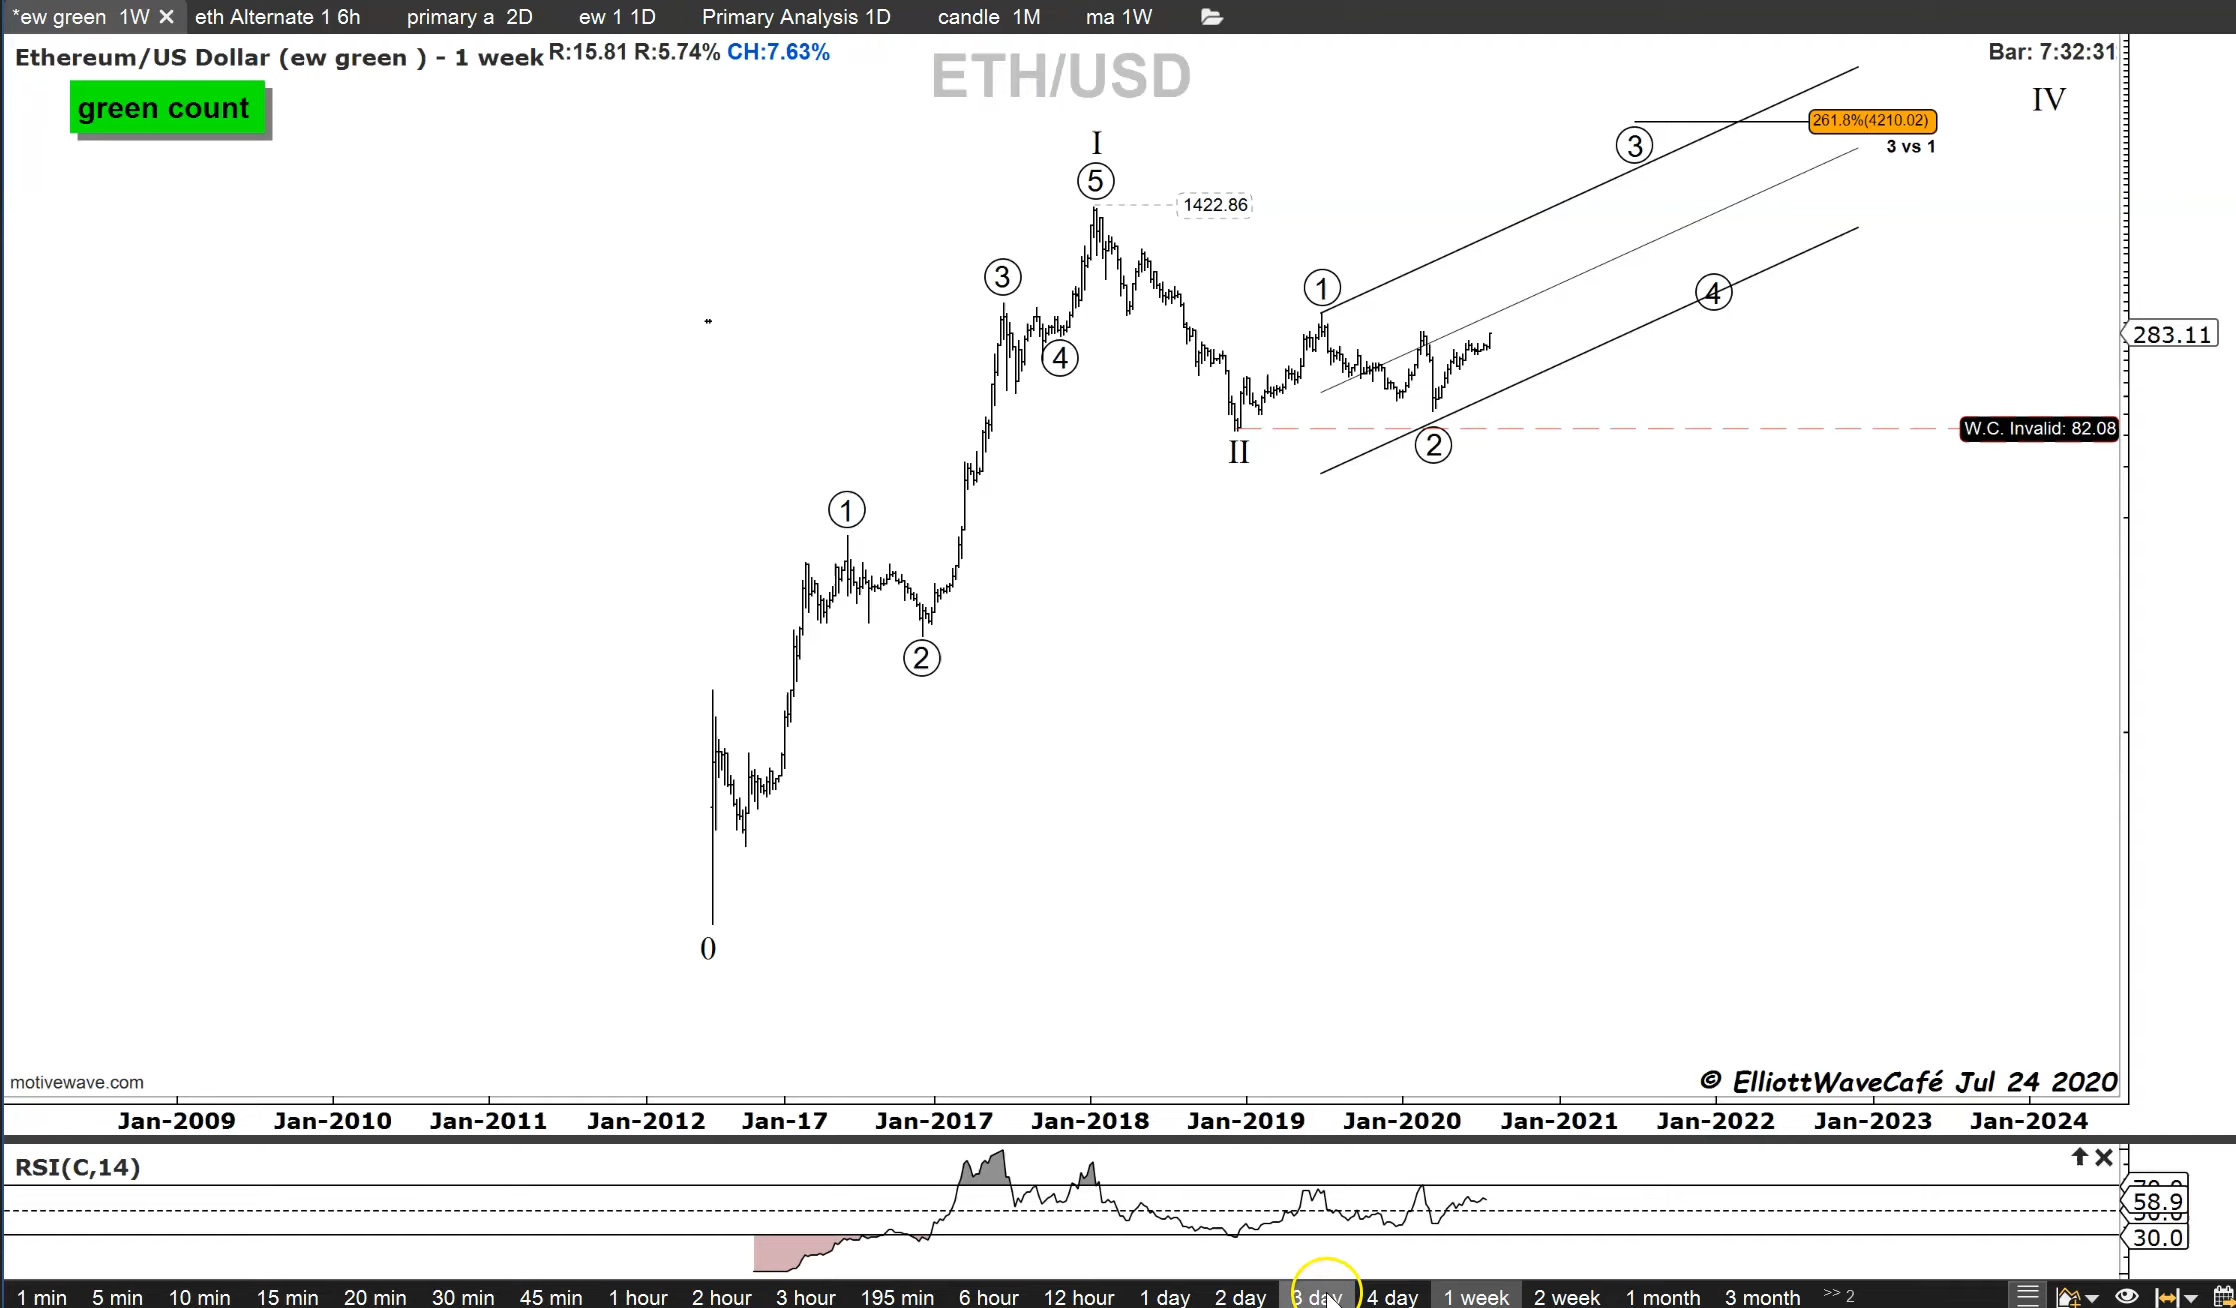 *ew green 1W eth Alternate 1 6h primary a 2D ew 1 1D Primary Analysis 1D candle 1M ma 1W
Ethereum/US Dollar (ew green ) - 1 week R:15.81 R:5.74% CH:7.63%
ETH/USD
Bar: 7:32:31
green count
IV
261.8%(4210.02)
3 vs 1
3
I
5
1422.86
3
1
4
283.11
4
W.C. Invalid: 82.08
2
II
1
2
0
motivewave.com
© ElliottWaveCafé Jul 24 2020
Jan-2009 Jan-2010 Jan-2011 Jan-2012 Jan-17 Jan-2017 Jan-2018 Jan-2019 Jan-2020 Jan-2021 Jan-2022 Jan-2023 Jan-2024
RSI(C,14)
58.9
30.0
1 min 5 min 10 min 15 min 20 min 30 min 45 min 1 hour 2 hour 3 hour 195 min 6 hour 12 hour 1 day 2 day 3 day 4 day 1 week 2 week 1 month 3 month >> 2